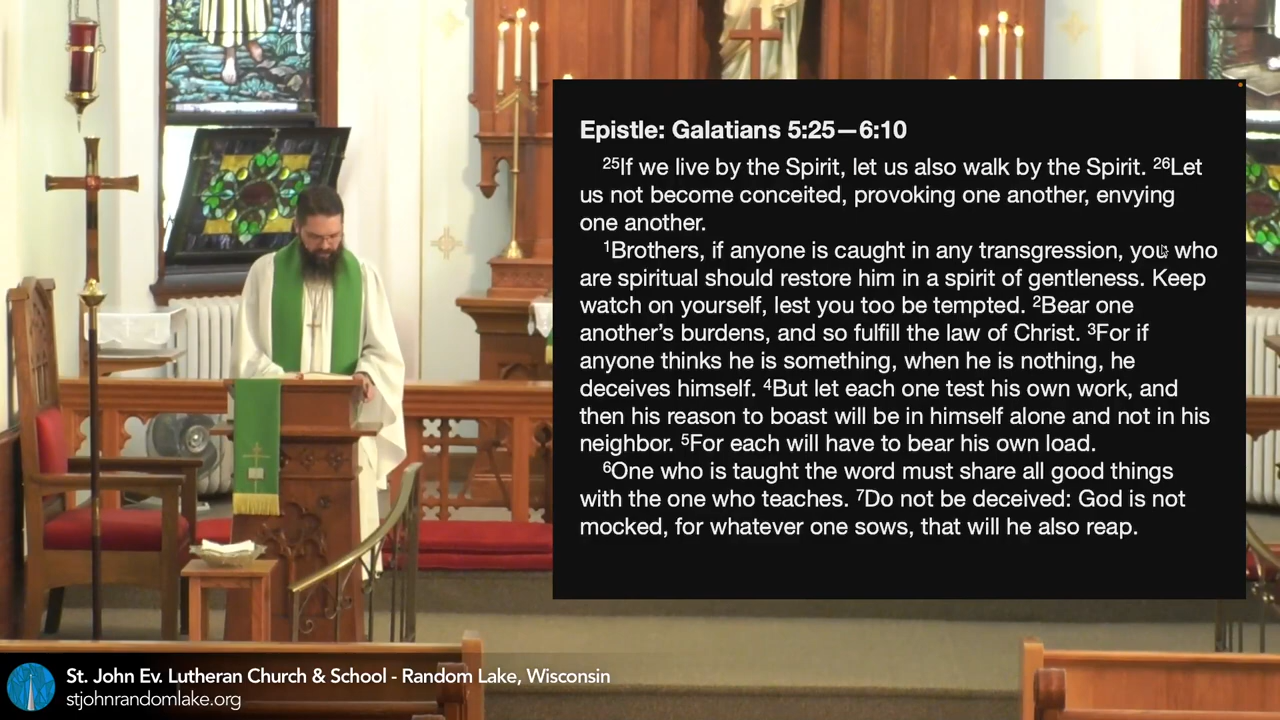 Epistle: Galatians 5:25—6:10
²⁵If we live by the Spirit, let us also walk by the Spirit. ²⁶Let
us not become conceited, provoking one another, envying
one another.
¹Brothers, if anyone is caught in any transgression, you who
are spiritual should restore him in a spirit of gentleness. Keep
watch on yourself, lest you too be tempted. ²Bear one
another’s burdens, and so fulfill the law of Christ. ³For if
anyone thinks he is something, when he is nothing, he
deceives himself. ⁴But let each one test his own work, and
then his reason to boast will be in himself alone and not in his
neighbor. ⁵For each will have to bear his own load.
⁶One who is taught the word must share all good things
with the one who teaches. ⁷Do not be deceived: God is not
mocked, for whatever one sows, that will he also reap.
St. John Ev. Lutheran Church & School - Random Lake, Wisconsin
stjohnrandomlake.org